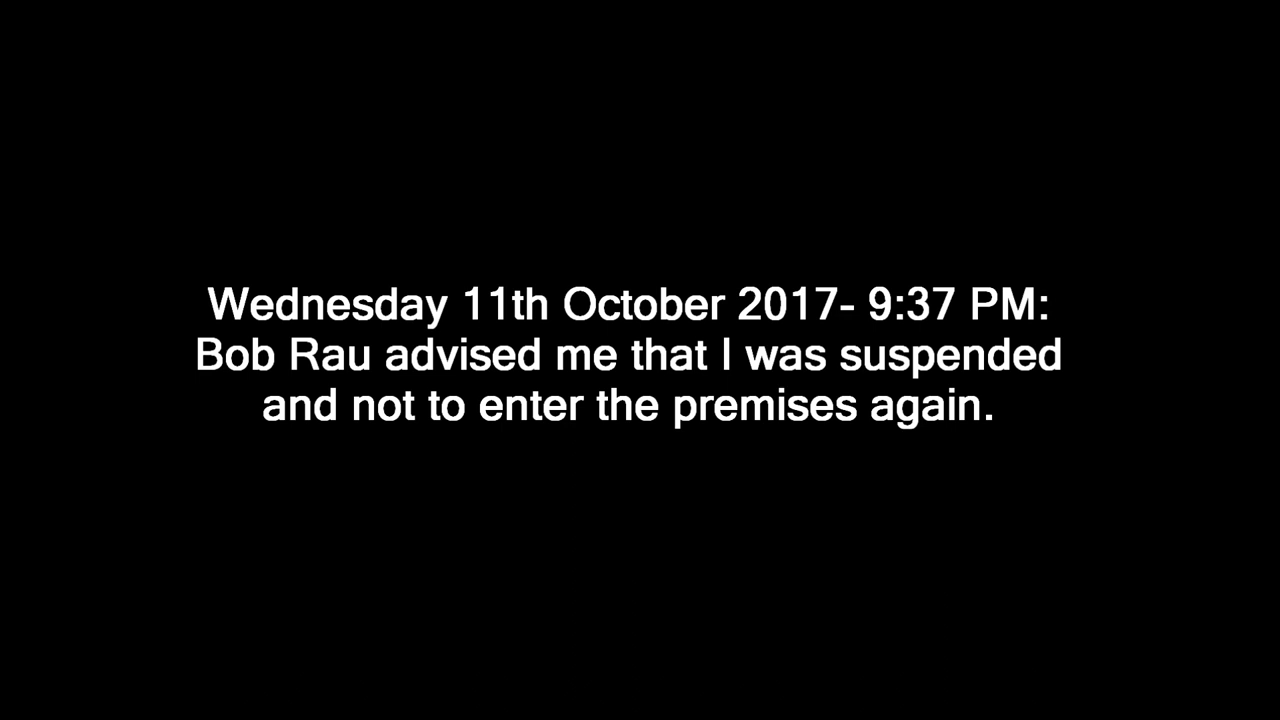 Wednesday 11th October 2017- 9:37 PM:
Bob Rau advised me that I was suspended
and not to enter the premises again.